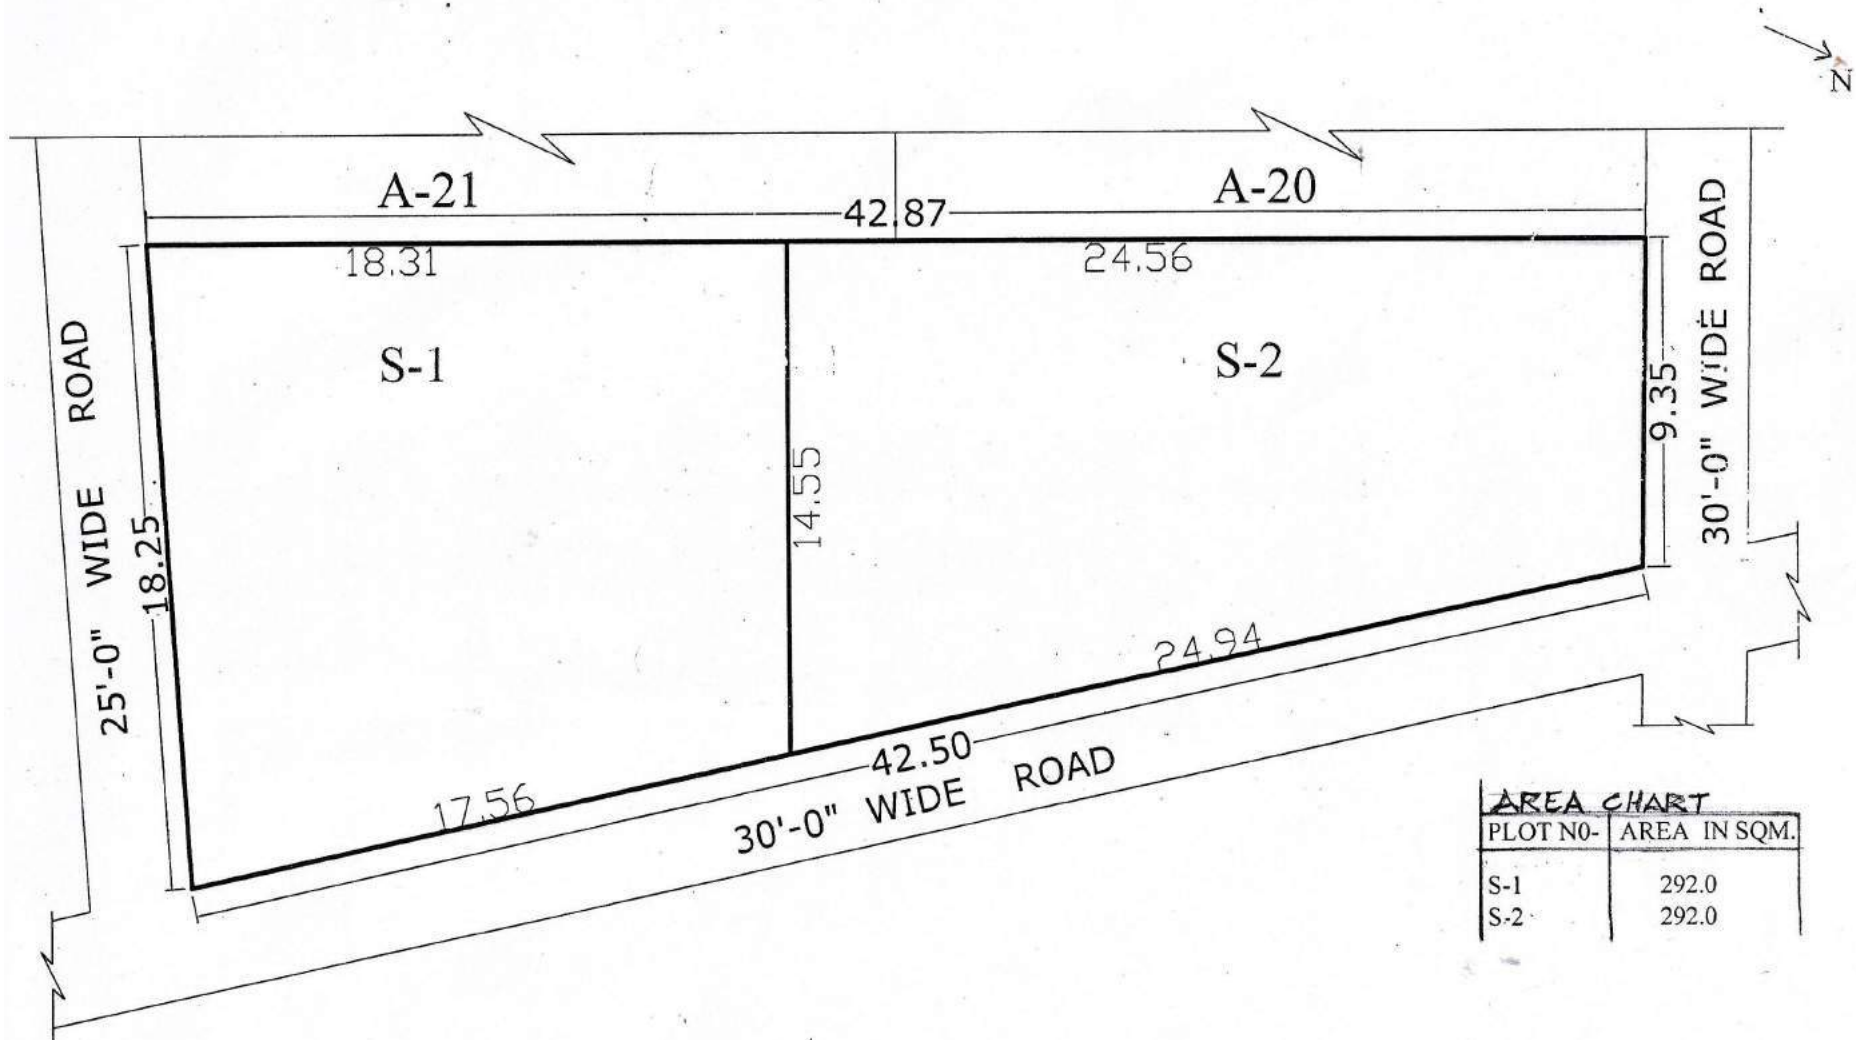 N
A-21
A-20
42.87
18.31
24.56
S-1
S-2
25'-0" WIDE ROAD
18.25
14.55
9.35
30'-0" WIDE ROAD
24.94
17.56
42.50
30'-0" WIDE ROAD
AREA CHART
PLOT N0- AREA IN SQM.
S-1 292.0
S-2 292.0